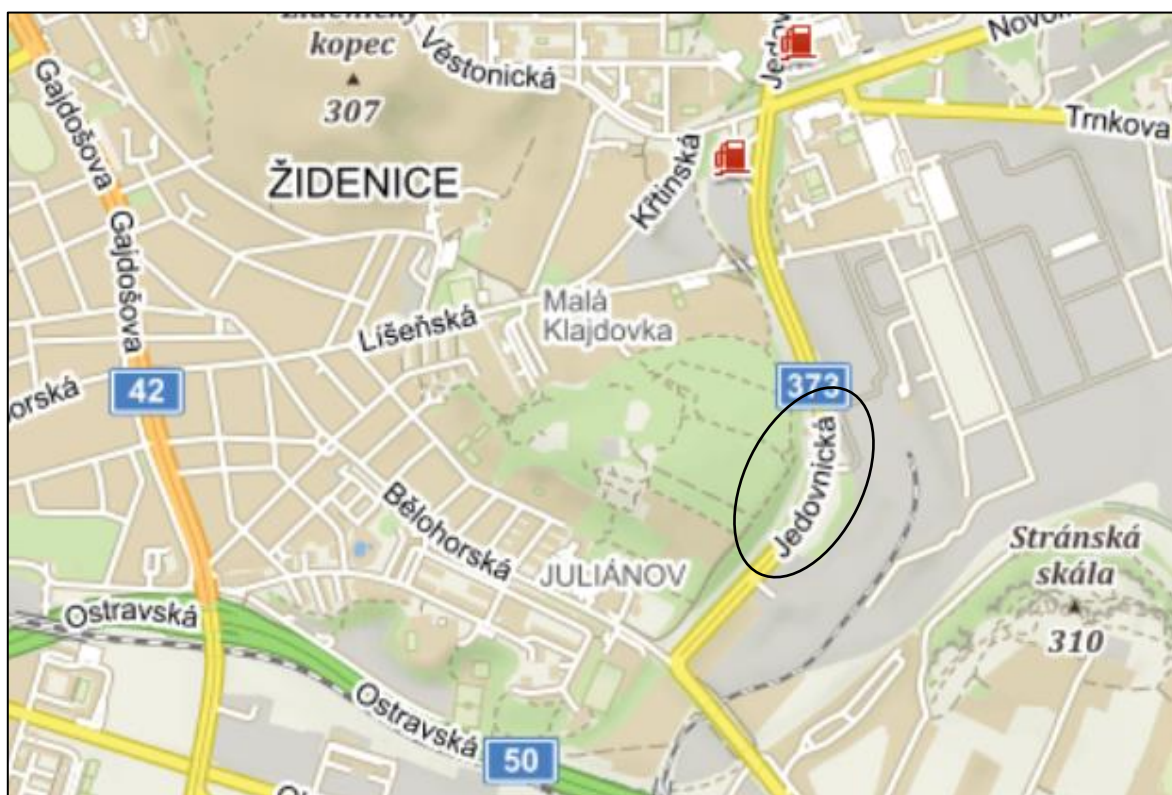 kopec
307
Věstonická
Novol
Gajdošova
Trnkova
ŽIDENICE
Křtinská
Gajdošova
Malá
Klajdovka
Líšeňská
42
373
orská
Jedovnická
Bělohorská
JULIÁNOV
Stránská
skála
310
Ostravská
Ostravská
50